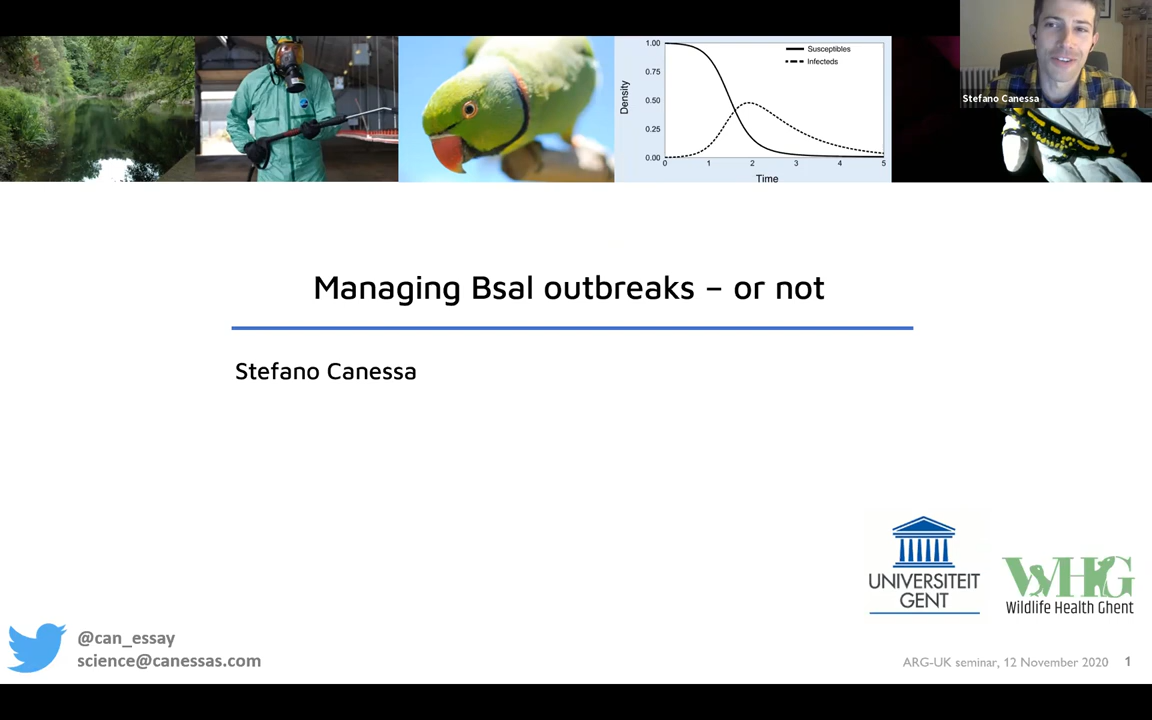 1.00
0.75
0.50
0.25
0.00
Density
Susceptibles
Infecteds
0 1 2 3 4 5
Time
Stefano Canessa
Managing Bsal outbreaks – or not
Stefano Canessa
UNIVERSITEIT
GENT
WHG
Wildlife Health Ghent
@can_essay
science@canessas.com
ARG-UK seminar, 12 November 2020 1